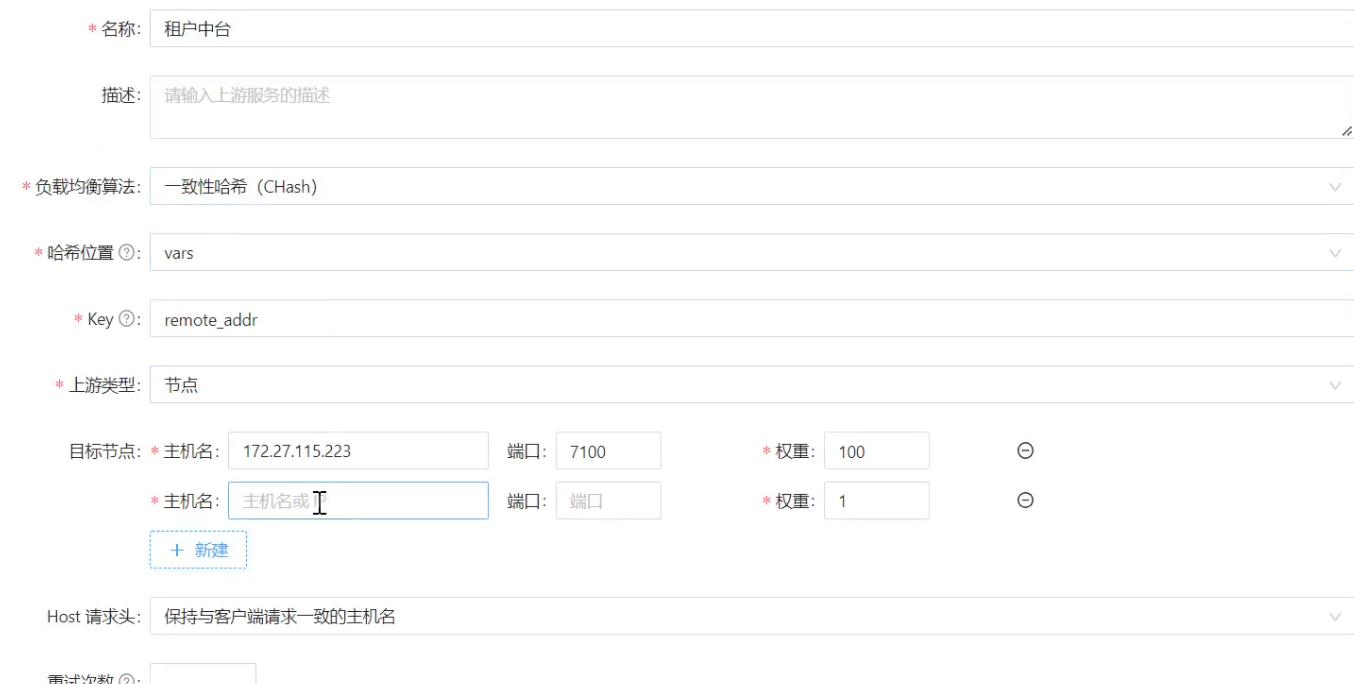 * 名称: 租户中台
描述: 请输入上游服务的描述
* 负载均衡算法: 一致性哈希（CHash）
* 哈希位置 ?: vars
* Key ?: remote_addr
* 上游类型: 节点
目标节点: * 主机名: 172.27.115.223 端口: 7100 * 权重: 100
* 主机名: 主机名或 端口: 端口 * 权重: 1
+ 新建
Host 请求头: 保持与客户端请求一致的主机名
重试次数 ?: